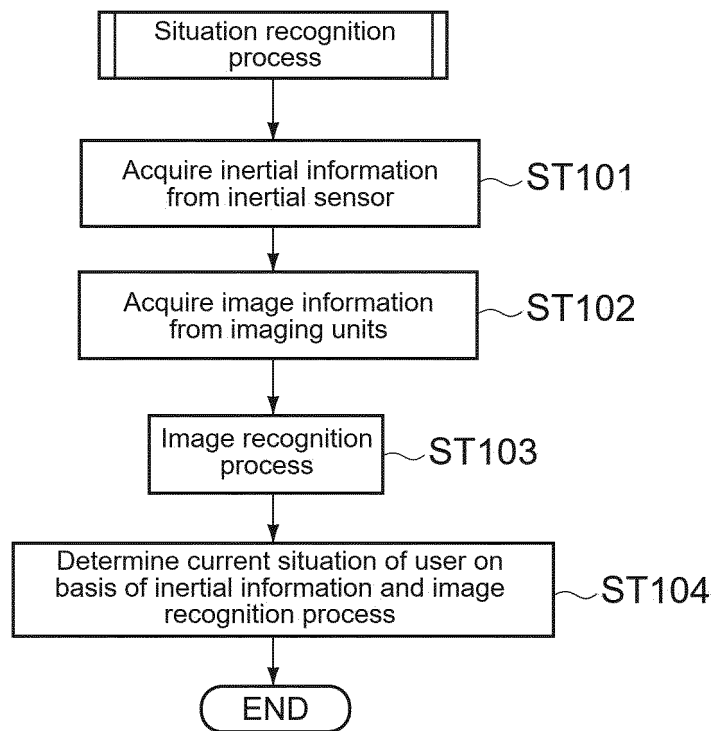 Situation recognition
process
Acquire inertial information
from inertial sensor
ST101
Acquire image information
from imaging units
ST102
Image recognition
process
ST103
Determine current situation of user on
basis of inertial information and image
recognition process
ST104
END